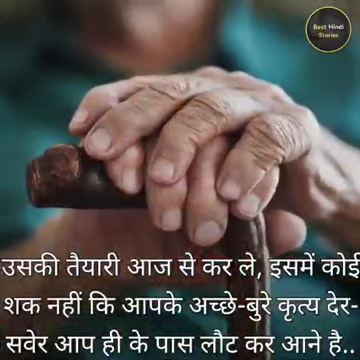 Best Hindi
Stories
उसकी तैयारी आज से कर ले, इसमें कोई
शक नहीं कि आपके अच्छे-बुरे कृत्य देर-
सवेर आप ही के पास लौट कर आने है..